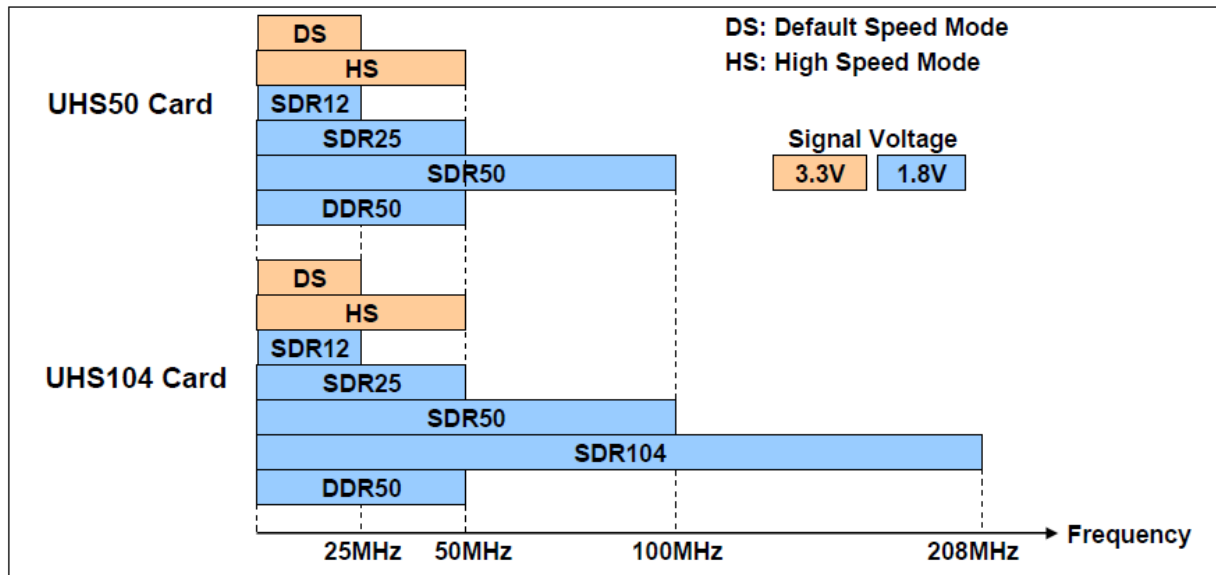 DS
HS
UHS50 Card
SDR12
SDR25
SDR50
DDR50
DS: Default Speed Mode
HS: High Speed Mode
Signal Voltage
3.3V 1.8V
DS
HS
SDR12
UHS104 Card
SDR25
SDR50
SDR104
DDR50
25MHz 50MHz 100MHz 208MHz
Frequency